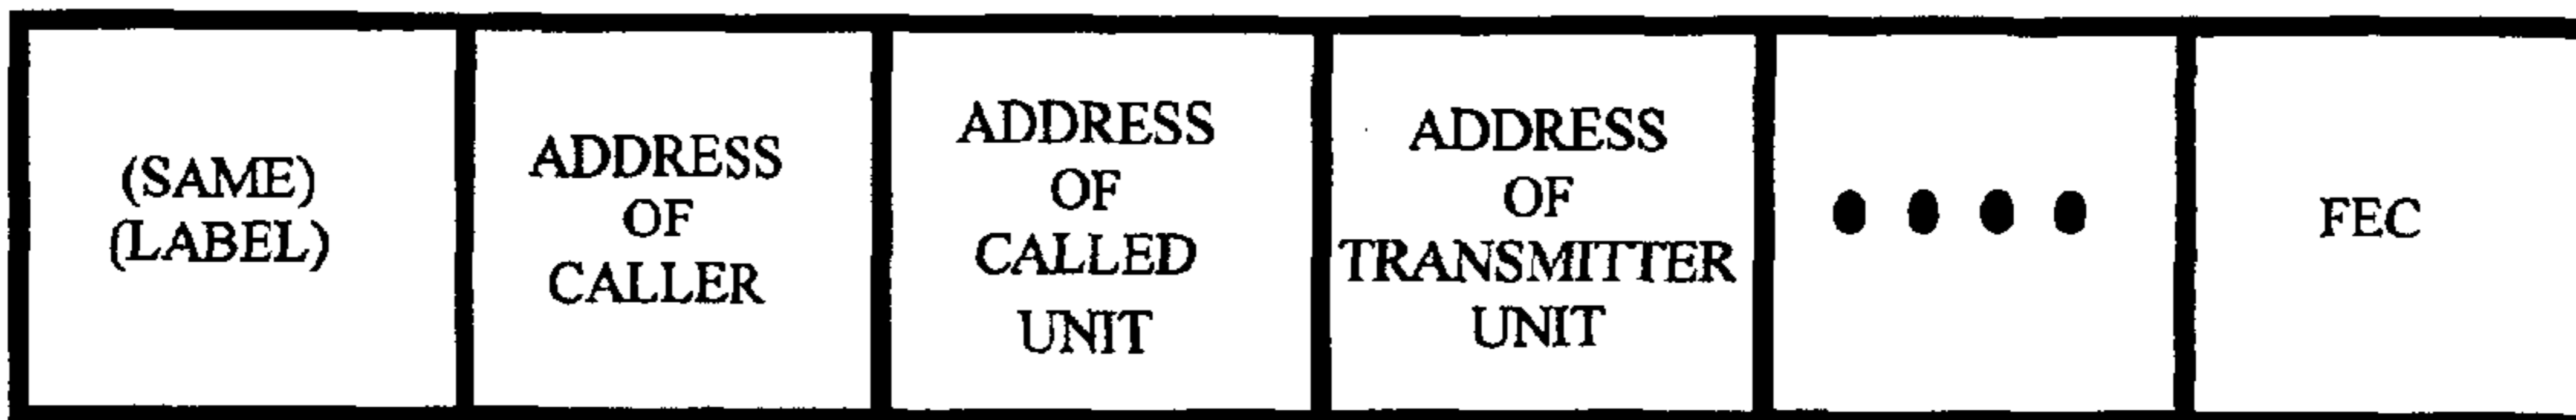 (SAME)
(LABEL)
ADDRESS
OF
CALLER
ADDRESS
OF
CALLED
UNIT
ADDRESS
OF
TRANSMITTER
UNIT
● ● ● ●
FEC